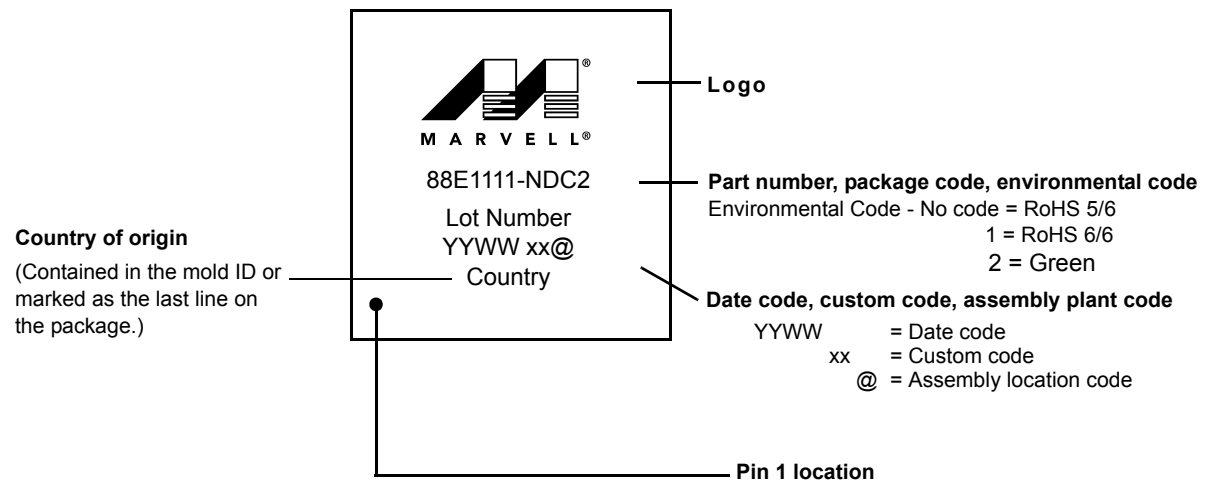 ®
MARVELL®
88E1111-NDC2
Lot Number
YYWW xx@
Country
Logo
Part number, package code, environmental code
Environmental Code - No code = RoHS 5/6
1 = RoHS 6/6
2 = Green
Country of origin
(Contained in the mold ID or
marked as the last line on
the package.)
Date code, custom code, assembly plant code
YYWW = Date code
xx = Custom code
@ = Assembly location code
Pin 1 location